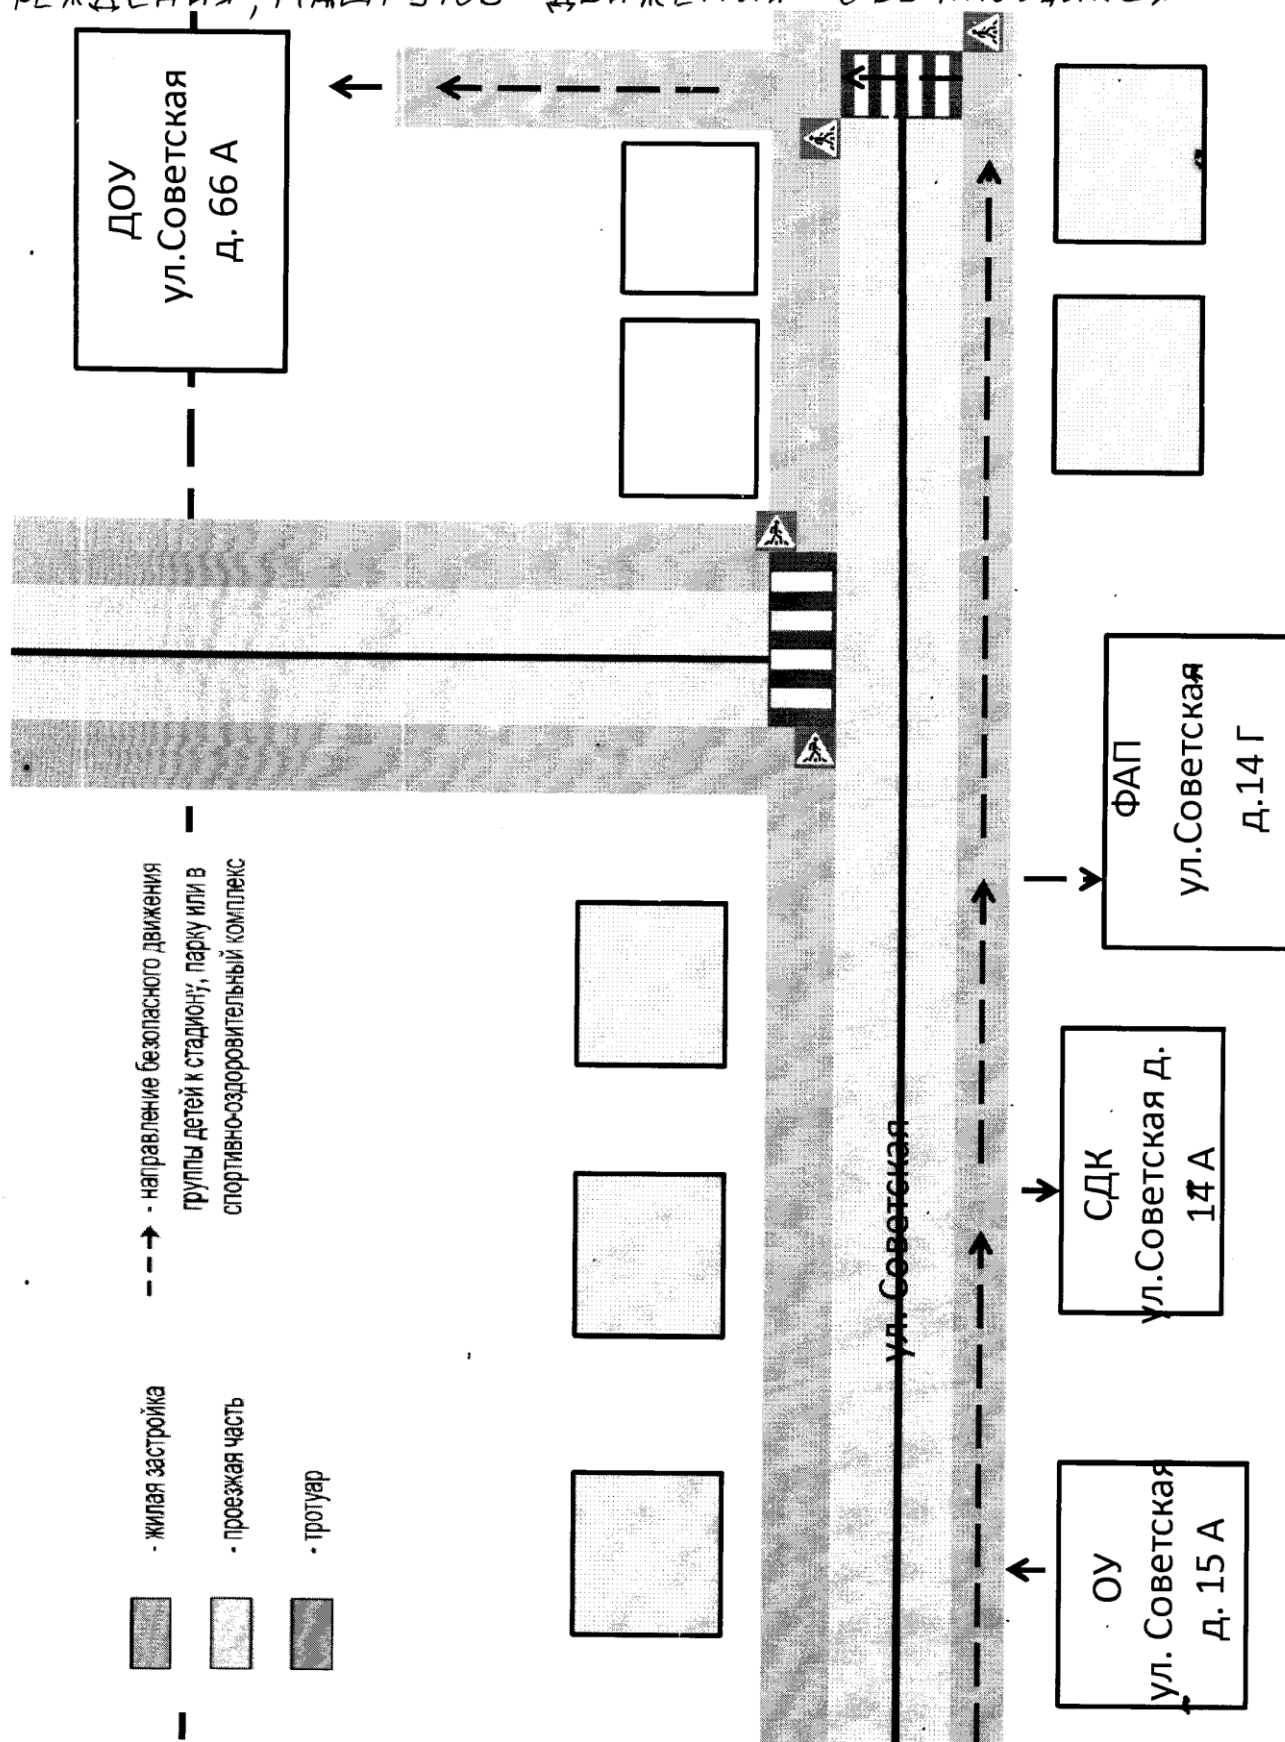 ДОУ
ул.Советская
д. 66 А
- направление безопасного движения
группы детей к стадиону, парку или в
спортивно-оздоровительный комплекс
- жилая застройка
- проезжая часть
- тротуар
ул. Советская
ФАП
ул.Советская
д.14 Г
СДК
ул.Советская д.
14 А
ОУ
ул. Советская
д. 15 А